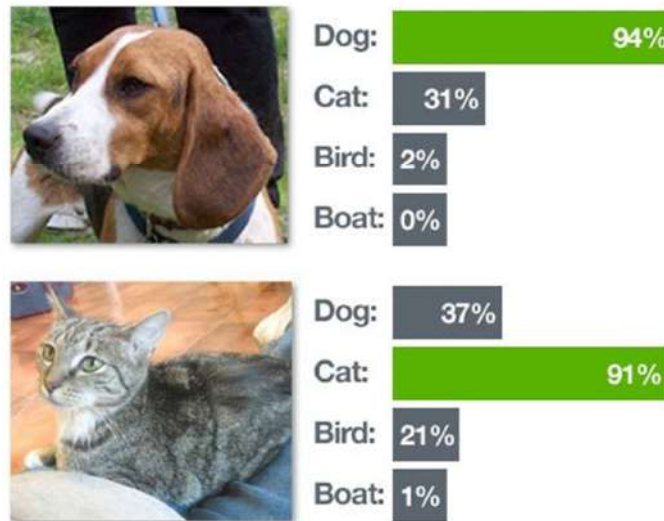 Dog: 94%
Cat: 31%
Bird: 2%
Boat: 0%
Dog: 37%
Cat: 91%
Bird: 21%
Boat: 1%